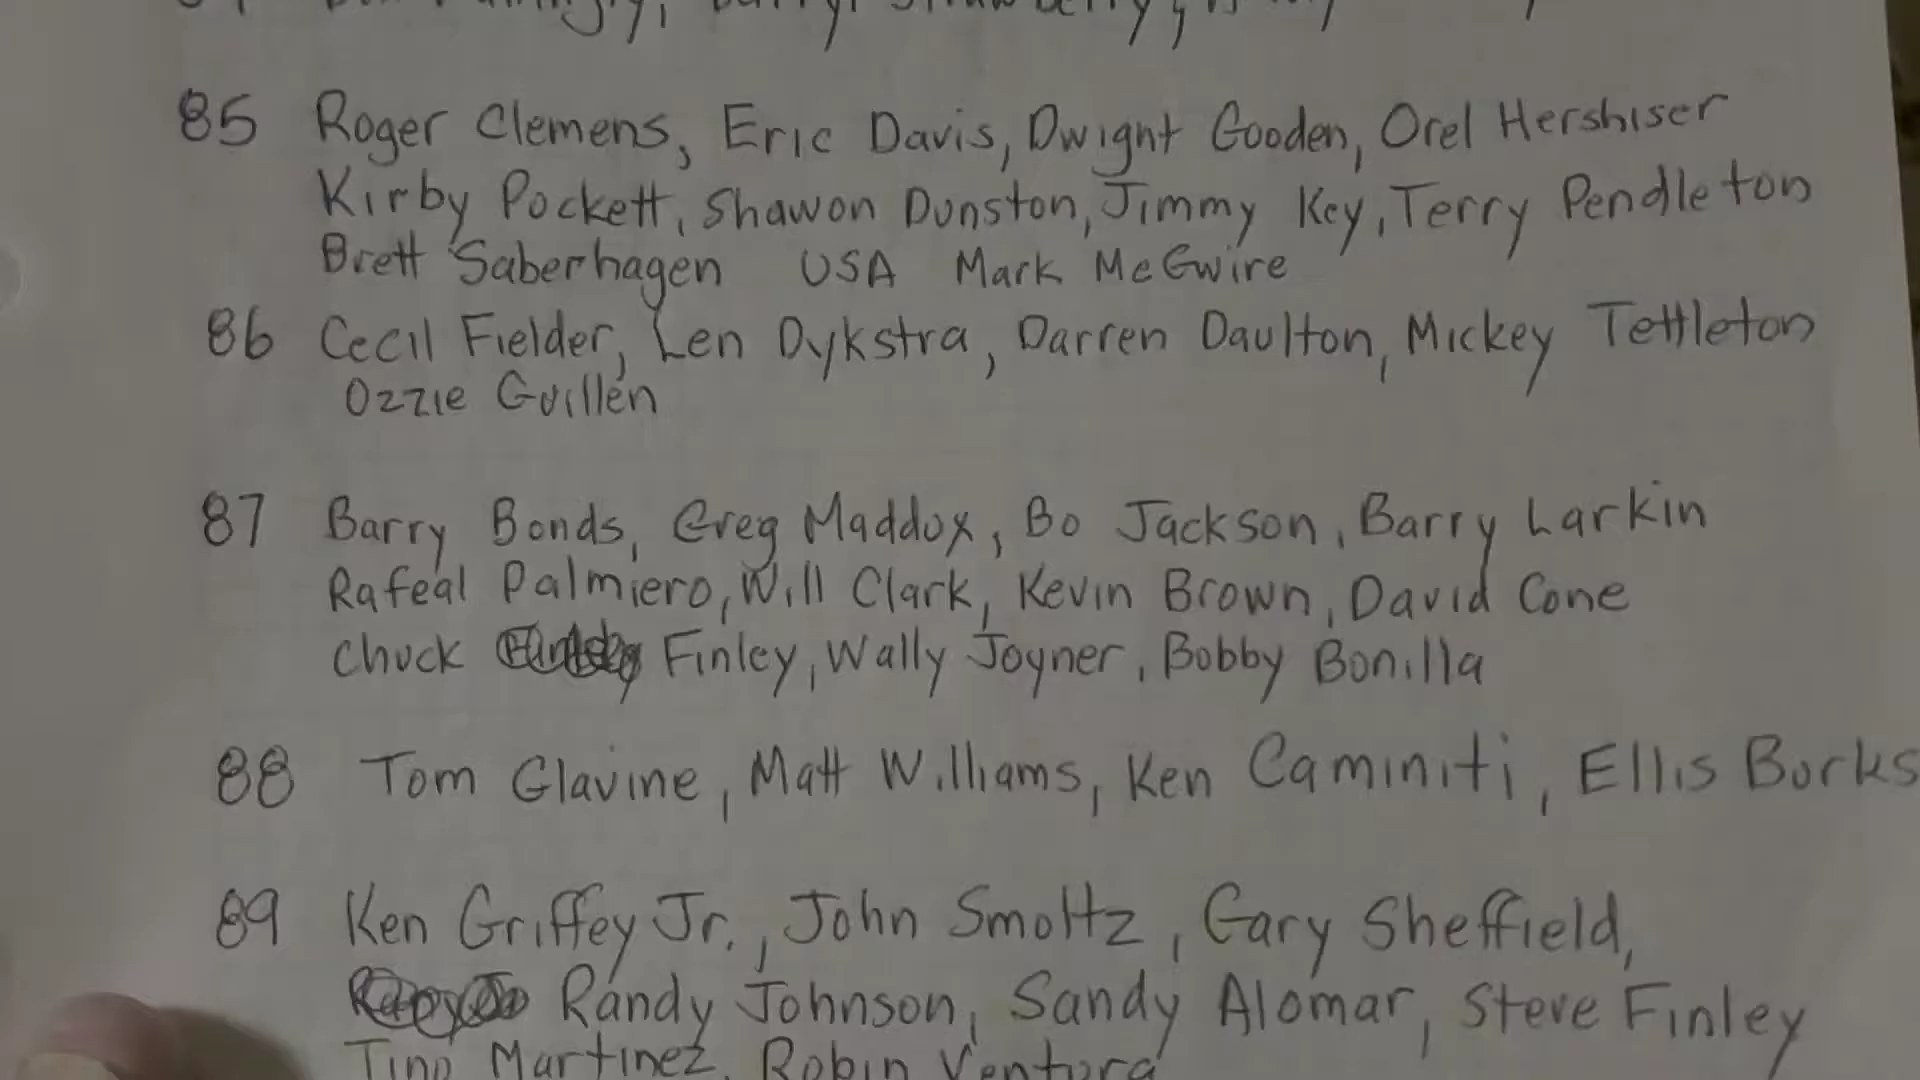 Strawberry,
85 Roger Clemens, Eric Davis, Dwight Gooden, Orel Hershiser
Kirby Puckett, Shawon Dunston, Jimmy Key, Terry Pendleton
Brett Saberhagen USA Mark McGwire
86 Cecil Fielder, Len Dykstra, Darren Daulton, Mickey Tettleton
Ozzie Guillen
87 Barry Bonds, Greg Maddux, Bo Jackson, Barry Larkin
Rafeal Palmiero, Will Clark, Kevin Brown, David Cone
Chuck Finley, Wally Joyner, Bobby Bonilla
88 Tom Glavine, Matt Williams, Ken Caminiti, Ellis Burks
89 Ken Griffey Jr., John Smoltz, Gary Sheffield,
Randy Johnson, Sandy Alomar, Steve Finley
Tino Martinez, Robin Ventura